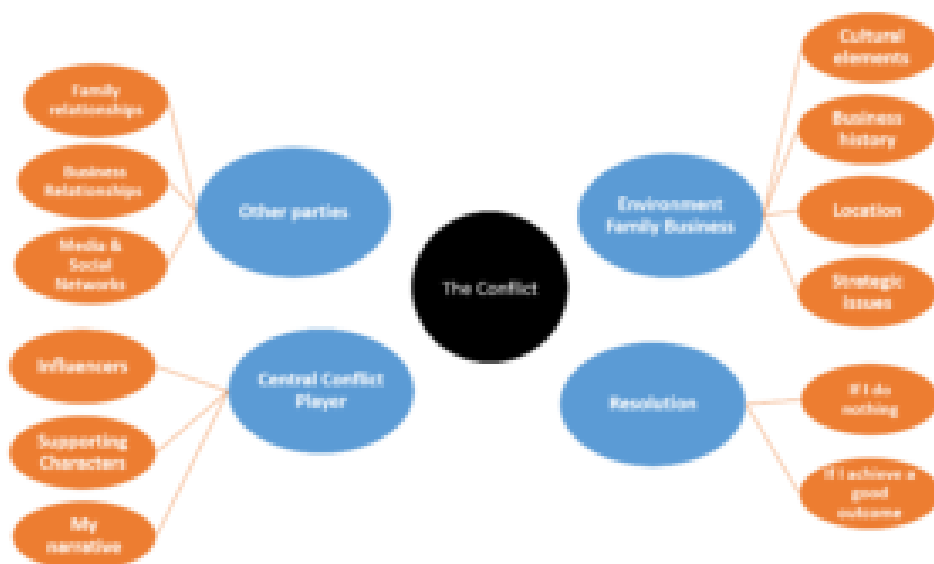 Family
relationships
Business
Relationships
Media &
Social
Networks
Other parties
Influencers
Supporting
Characters
My
narrative
Central Conflict
Player
The Conflict
Environment
Family Business
Cultural
elements
Business
history
Location
Strategic
issues
Resolution
If I do
nothing
If I achieve a
good
outcome